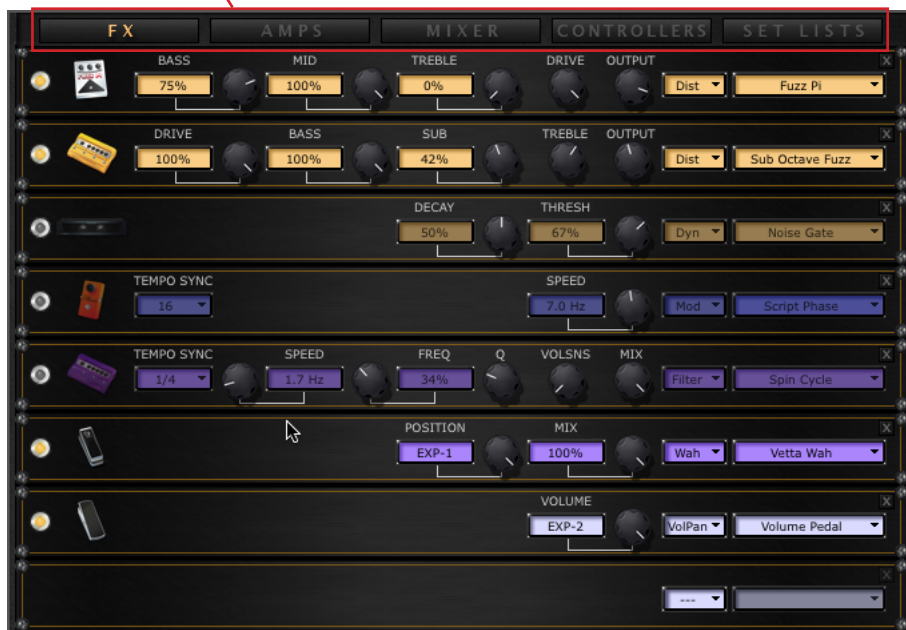 FX AMPS MIXER CONTROLLERS SET LISTS
X
BASS MID TREBLE DRIVE OUTPUT
75% 100% 0% Dist Fuzz Pi
X
DRIVE BASS SUB TREBLE OUTPUT
100% 100% 42% Dist Sub Octave Fuzz
X
DECAY THRESH
50% 67% Dyn Noise Gate
X
TEMPO SYNC SPEED
16 7.0 Hz Mod Script Phase
X
TEMPO SYNC SPEED FREQ Q VOLSNS MIX
1/4 1.7 Hz 34% Filter Spin Cycle
X
POSITION MIX
EXP-1 100% Wah Vetta Wah
X
VOLUME
EXP-2 VolPan Volume Pedal
X
---